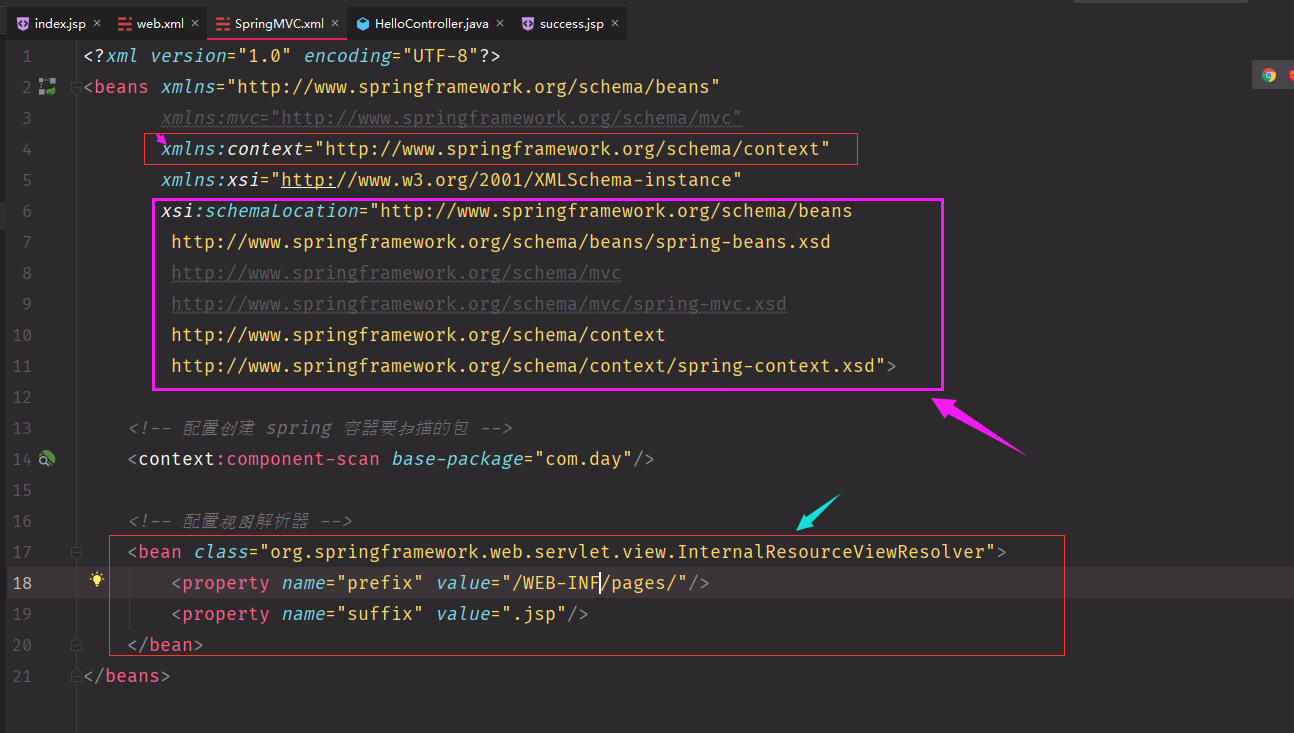 index.jsp × web.xml × SpringMVC.xml × HelloController.java × success.jsp ×
1 <?xml version="1.0" encoding="UTF-8"?>
2 <beans xmlns="http://www.springframework.org/schema/beans"
3 xmlns:mvc="http://www.springframework.org/schema/mvc"
4 xmlns:context="http://www.springframework.org/schema/context"
5 xmlns:xsi="http://www.w3.org/2001/XMLSchema-instance"
6 xsi:schemaLocation="http://www.springframework.org/schema/beans
7 http://www.springframework.org/schema/beans/spring-beans.xsd
8 http://www.springframework.org/schema/mvc
9 http://www.springframework.org/schema/mvc/spring-mvc.xsd
10 http://www.springframework.org/schema/context
11 http://www.springframework.org/schema/context/spring-context.xsd">
12
13 <!-- 配置创建 spring 容器要扫描的包 -->
14 <context:component-scan base-package="com.day"/>
15
16 <!-- 配置视图解析器 -->
17 <bean class="org.springframework.web.servlet.view.InternalResourceViewResolver">
18 <property name="prefix" value="/WEB-INF/pages/"/>
19 <property name="suffix" value=".jsp"/>
20 </bean>
21 </beans>